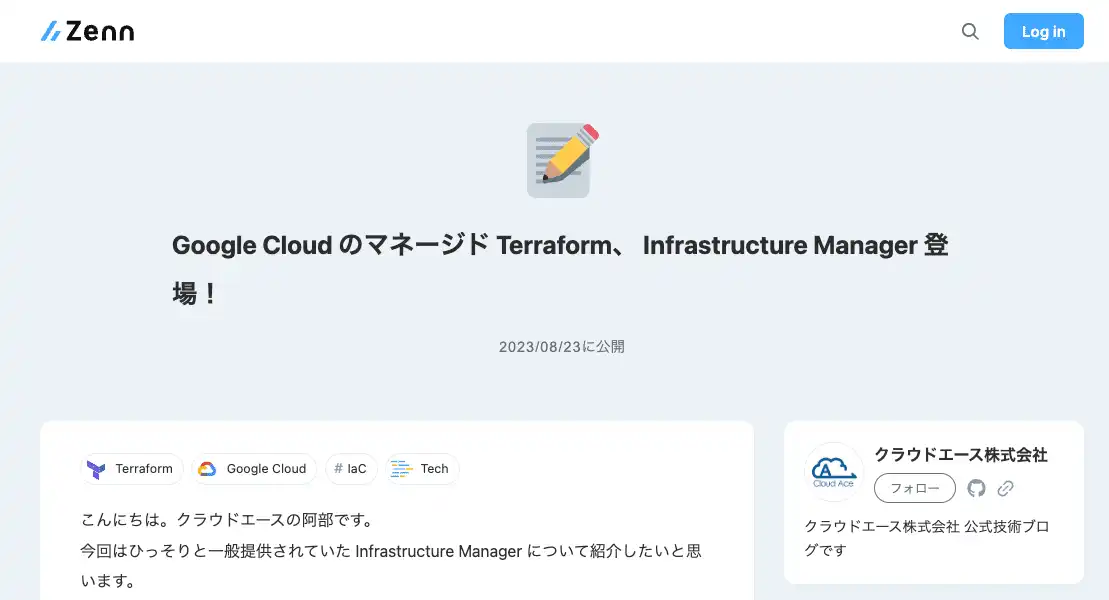 Zenn
Log in
Google Cloud のマネージド Terraform、 Infrastructure Manager 登
場！
2023/08/23に公開
Terraform
Google Cloud
# IaC
Tech
こんにちは。クラウドエースの阿部です。
今回はひっそりと一般提供されていた Infrastructure Manager について紹介したいと思
います。
Cloud Ace
クラウドエース株式会社
フォロー
クラウドエース株式会社 公式技術ブロ
グです